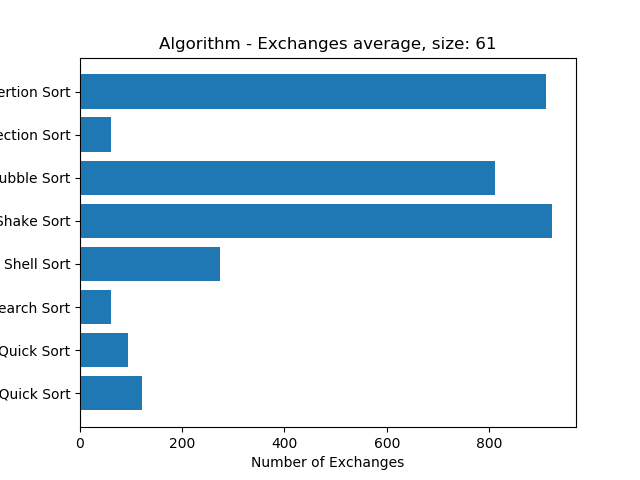 Algorithm - Exchanges average, size: 61
ertion Sort
ection Sort
ubble Sort
Shake Sort
Shell Sort
earch Sort
Quick Sort
Quick Sort
0 200 400 600 800
Number of Exchanges